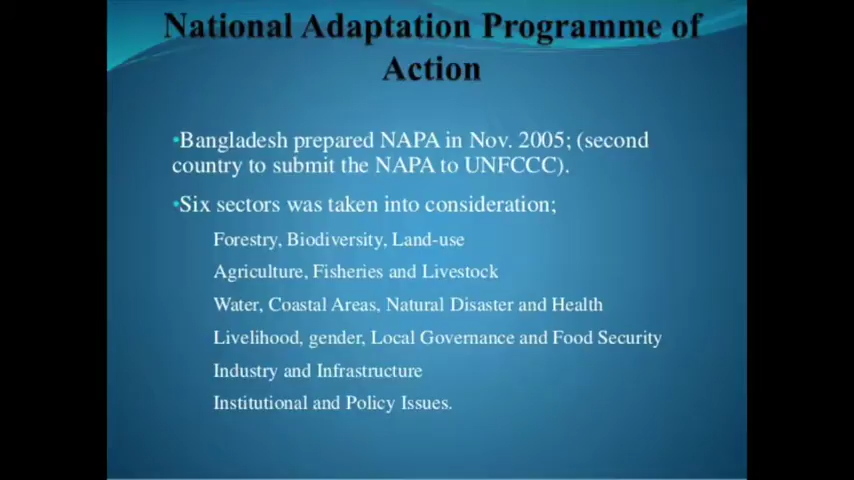 National Adaptation Programme of
Action
•Bangladesh prepared NAPA in Nov. 2005; (second
country to submit the NAPA to UNFCCC).
•Six sectors was taken into consideration;
Forestry, Biodiversity, Land-use
Agriculture, Fisheries and Livestock
Water, Coastal Areas, Natural Disaster and Health
Livelihood, gender, Local Governance and Food Security
Industry and Infrastructure
Institutional and Policy Issues.